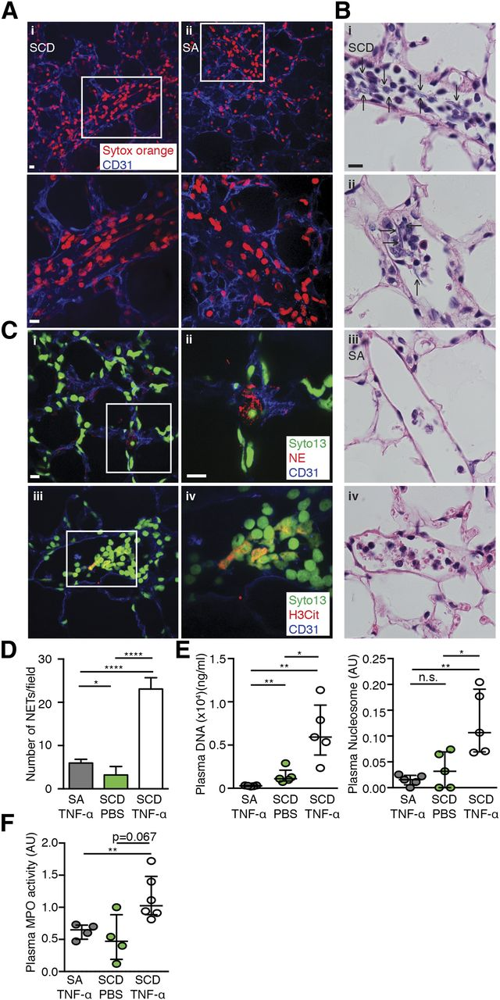 A
i
SCD
ii
SA
Sytox orange
CD31
B
i
SCD
ii
iii
SA
iv
C
i
ii
Syto13
NE
CD31
iii
iv
Syto13
H3Cit
CD31
D
Number of NETs/field
30
20
10
0
****
****
*
SA
TNF-α
SCD
PBS
SCD
TNF-α
E
Plasma DNA (x10⁴)(ng/ml)
1.5
1.0
0.5
0
*
**
**
SA
TNF-α
SCD
PBS
SCD
TNF-α
Plasma Nucleosome (AU)
0.25
0.20
0.15
0.10
0.05
0.00
*
**
n.s.
SA
TNF-α
SCD
PBS
SCD
TNF-α
F
Plasma MPO activity (AU)
2.0
1.5
1.0
0.5
0.0
p=0.067
**
SA
TNF-α
SCD
PBS
SCD
TNF-α